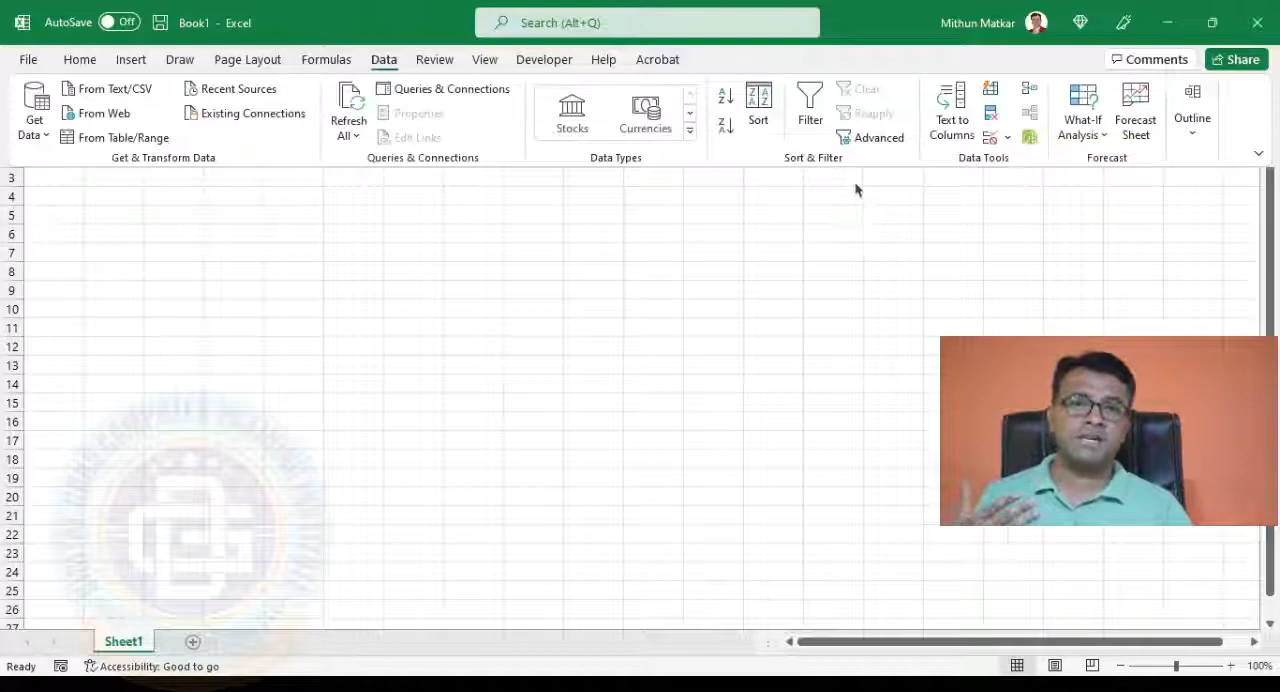 AutoSave Off Book1 - Excel Search (Alt+Q) Mithun Matkar
File Home Insert Draw Page Layout Formulas Data Review View Developer Help Acrobat Comments Share
Get Data
From Text/CSV
From Web
From Table/Range
Recent Sources
Existing Connections
Get & Transform Data
Refresh All
Queries & Connections
Properties
Edit Links
Queries & Connections
Stocks Currencies
Data Types
Sort
Filter
Clear
Reapply
Advanced
Sort & Filter
Text to Columns
Data Tools
What-If Analysis
Forecast Sheet
Forecast
Outline
3
4
5
6
7
8
9
10
11
12
13
14
15
16
17
18
19
20
21
22
23
24
25
26
27
Sheet1
Ready Accessibility: Good to go 100%